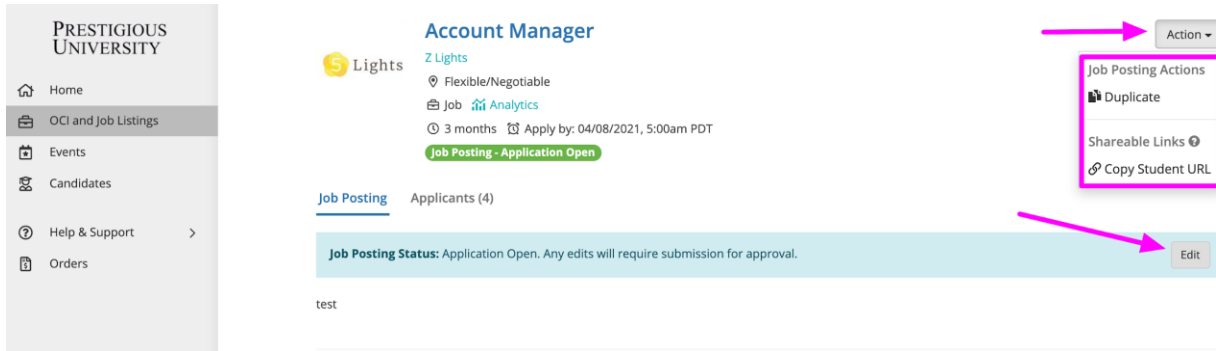 PRESTIGIOUS
UNIVERSITY
Home
OCI and Job Listings
Events
Candidates
Help & Support
Orders
5 Lights
Account Manager
Z Lights
Flexible/Negotiable
Job Analytics
3 months Apply by: 04/08/2021, 5:00am PDT
Job Posting - Application Open
Action
Job Posting Actions
Duplicate
Shareable Links
Copy Student URL
Job Posting Applicants (4)
Job Posting Status: Application Open. Any edits will require submission for approval.
Edit
test